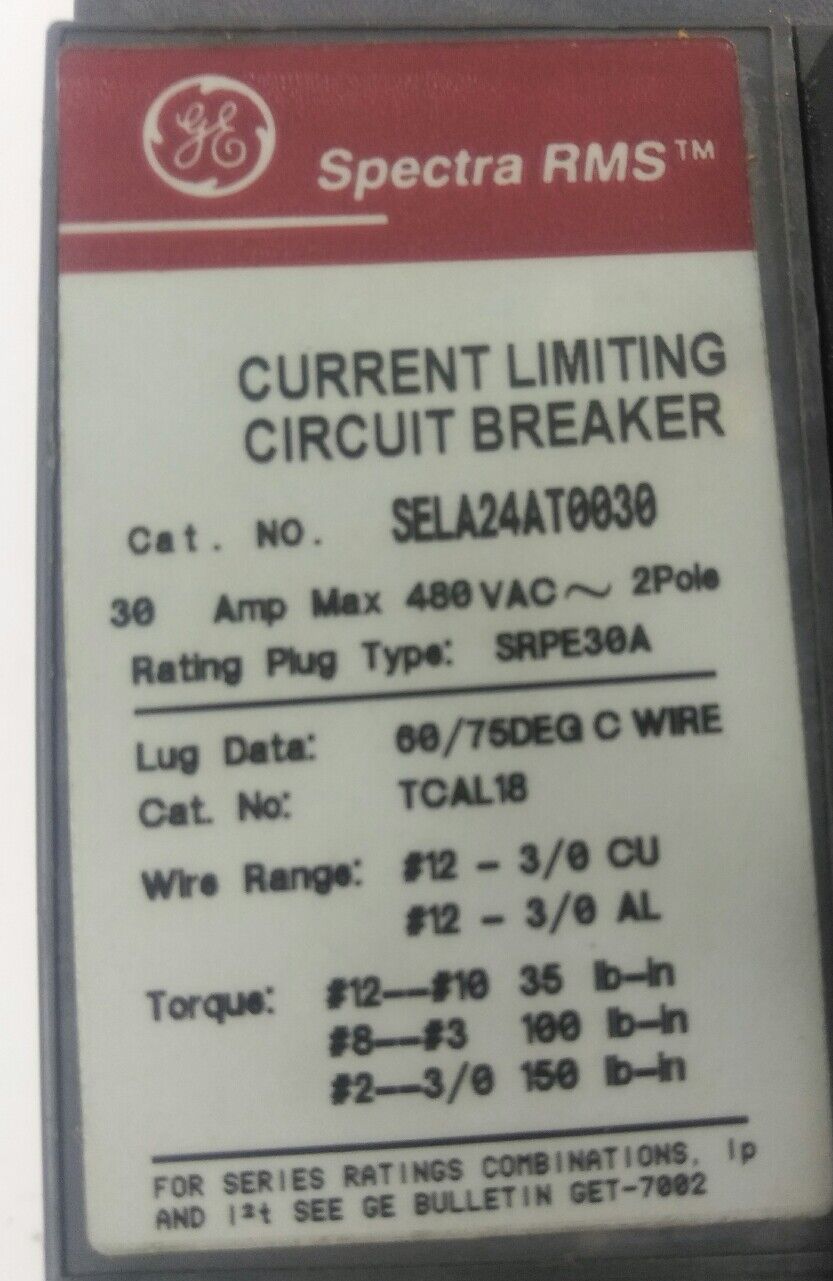 GE
Spectra RMS™
CURRENT LIMITING
CIRCUIT BREAKER
Cat. NO. SELA24AT0030
30 Amp Max 480 VAC~ 2Pole
Rating Plug Type: SRPE30A
Lug Data: 60/75DEG C WIRE
Cat. No: TCAL18
Wire Range: #12 - 3/0 CU
#12 - 3/0 AL
Torque: #12--#10 35 lb-in
#8--#3 100 lb-in
#2--3/0 150 lb-in
FOR SERIES RATINGS COMBINATIONS, Ip
AND I²t SEE GE BULLETIN GET-7002